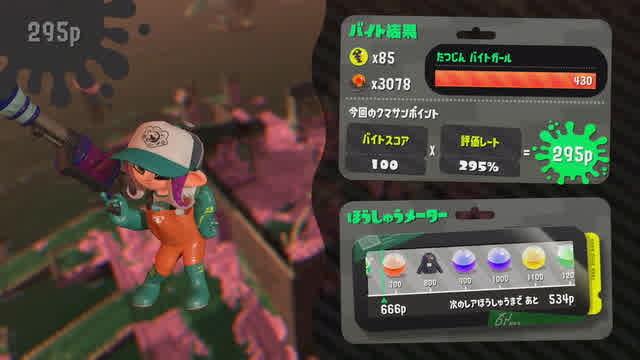 295p
バイト結果
x85
x3078
たつじん バイトガール
430
今回のクマサンポイント
バイトスコア
100
x
評価レート
295%
=
295p
ほうしゅうメーター
700 800 900 1000 1100
666p
次のレアほうしゅうまで あと 534p